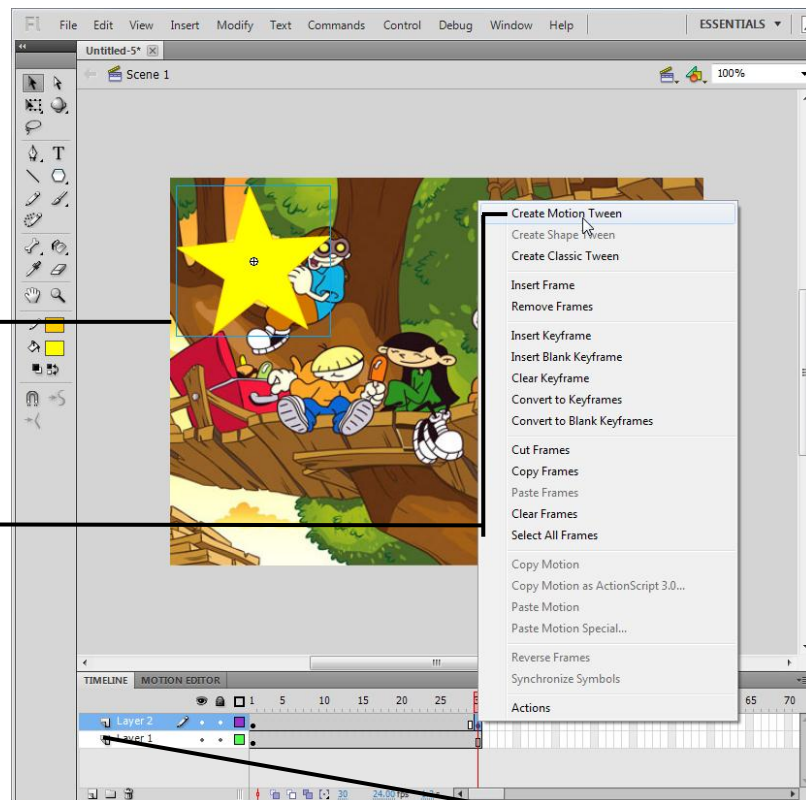 Fl File Edit View Insert Modify Text Commands Control Debug Window Help ESSENTIALS
Untitled-5*
Scene 1 100%
Create Motion Tween
Create Shape Tween
Create Classic Tween
Insert Frame
Remove Frames
Insert Keyframe
Insert Blank Keyframe
Clear Keyframe
Convert to Keyframes
Convert to Blank Keyframes
Cut Frames
Copy Frames
Paste Frames
Clear Frames
Select All Frames
Copy Motion
Copy Motion as ActionScript 3.0...
Paste Motion
Paste Motion Special...
Reverse Frames
Synchronize Symbols
Actions
TIMELINE MOTION EDITOR
1 5 10 15 20 25 65 70
Layer 2
Layer 1
30 24.00 fps